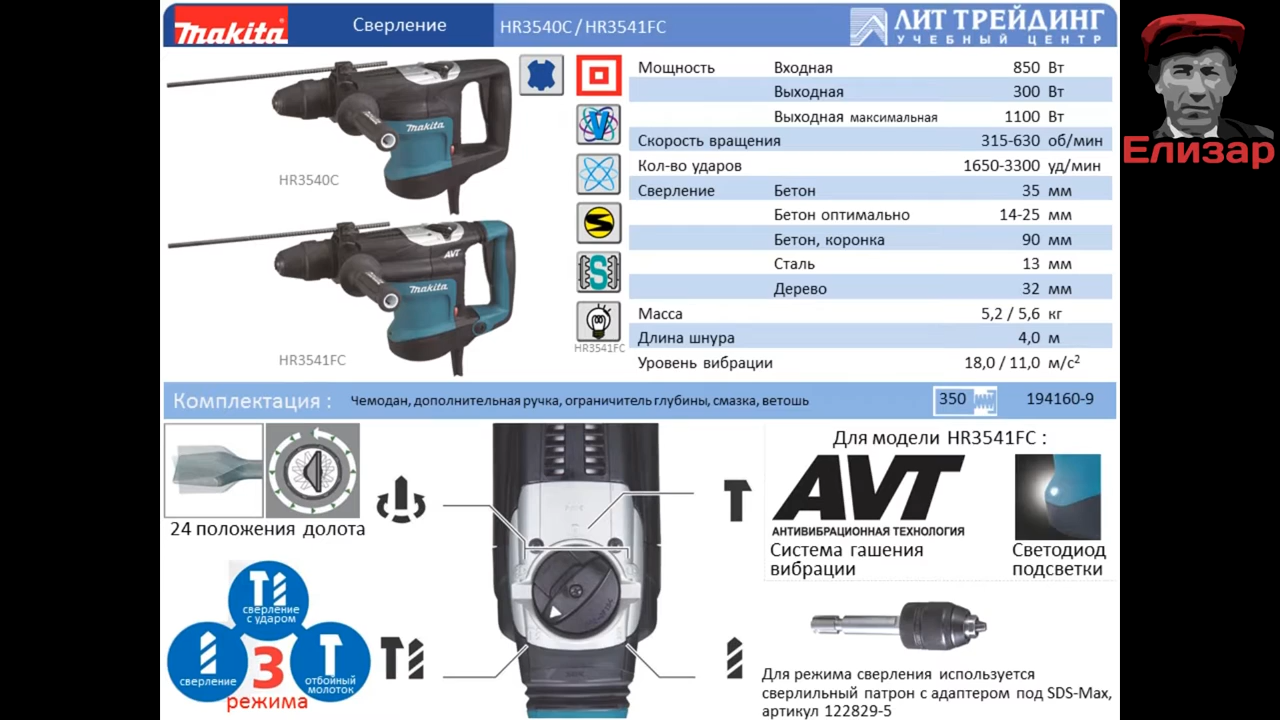 makita
Сверление
HR3540C / HR3541FC
ЛИТ ТРЕЙДИНГ
УЧЕБНЫЙ ЦЕНТР
Елизар
makita
HR3540C
AVT
makita
HR3541FC
V
S
S
HR3541FC
Мощность Входная 850 Вт
Выходная 300 Вт
Выходная максимальная 1100 Вт
Скорость вращения 315-630 об/мин
Кол-во ударов 1650-3300 уд/мин
Сверление Бетон 35 мм
Бетон оптимально 14-25 мм
Бетон, коронка 90 мм
Сталь 13 мм
Дерево 32 мм
Масса 5,2 / 5,6 кг
Длина шнура 4,0 м
Уровень вибрации 18,0 / 11,0 м/с²
Комплектация : Чемодан, дополнительная ручка, ограничитель глубины, смазка, ветошь
350 194160-9
24 положения долота
сверление
с ударом
сверление
отбойный
молоток
3
режима
Для модели HR3541FC :
AVT
АНТИВИБРАЦИОННАЯ ТЕХНОЛОГИЯ
Система гашения
вибрации
Светодиод
подсветки
Для режима сверления используется
сверлильный патрон с адаптером под SDS-Max,
артикул 122829-5